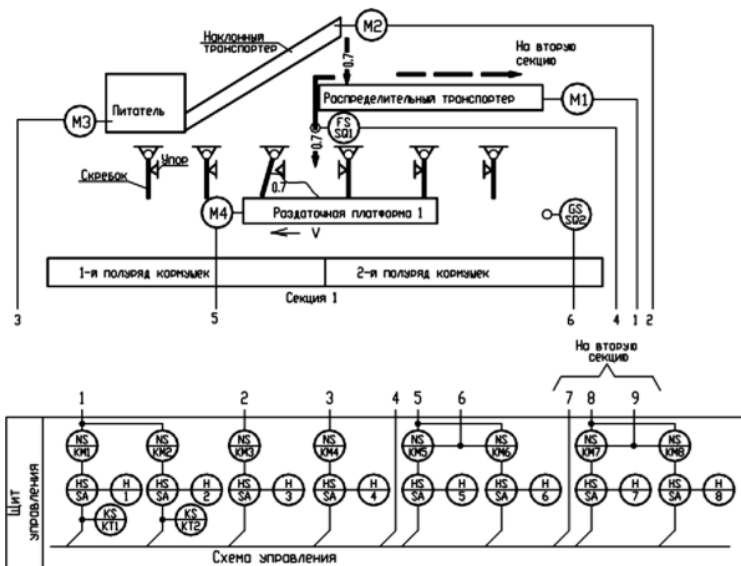 Наклонный
транспортер
M2
На вторую
секцию
0.7
Питатель
Распределительный транспортер
M1
M3
FS
SQ1
0.7
Упор
Скребок
0.7
M4
Раздаточная платформа 1
V
GS
SQ2
1-й полуряд кормушек
2-й полуряд кормушек
Секция 1
3
5
6
4
1
2
На вторую
секцию
1
2
3
4
5
6
7
8
9
NS
KM1
NS
KM2
NS
KM3
NS
KM4
NS
KM5
NS
KM6
NS
KM7
NS
KM8
HS
SA
H
1
HS
SA
H
2
HS
SA
H
3
HS
SA
H
4
HS
SA
H
5
HS
SA
H
6
HS
SA
H
7
HS
SA
H
8
KS
KT1
KS
KT2
Щит
управления
Схема управления